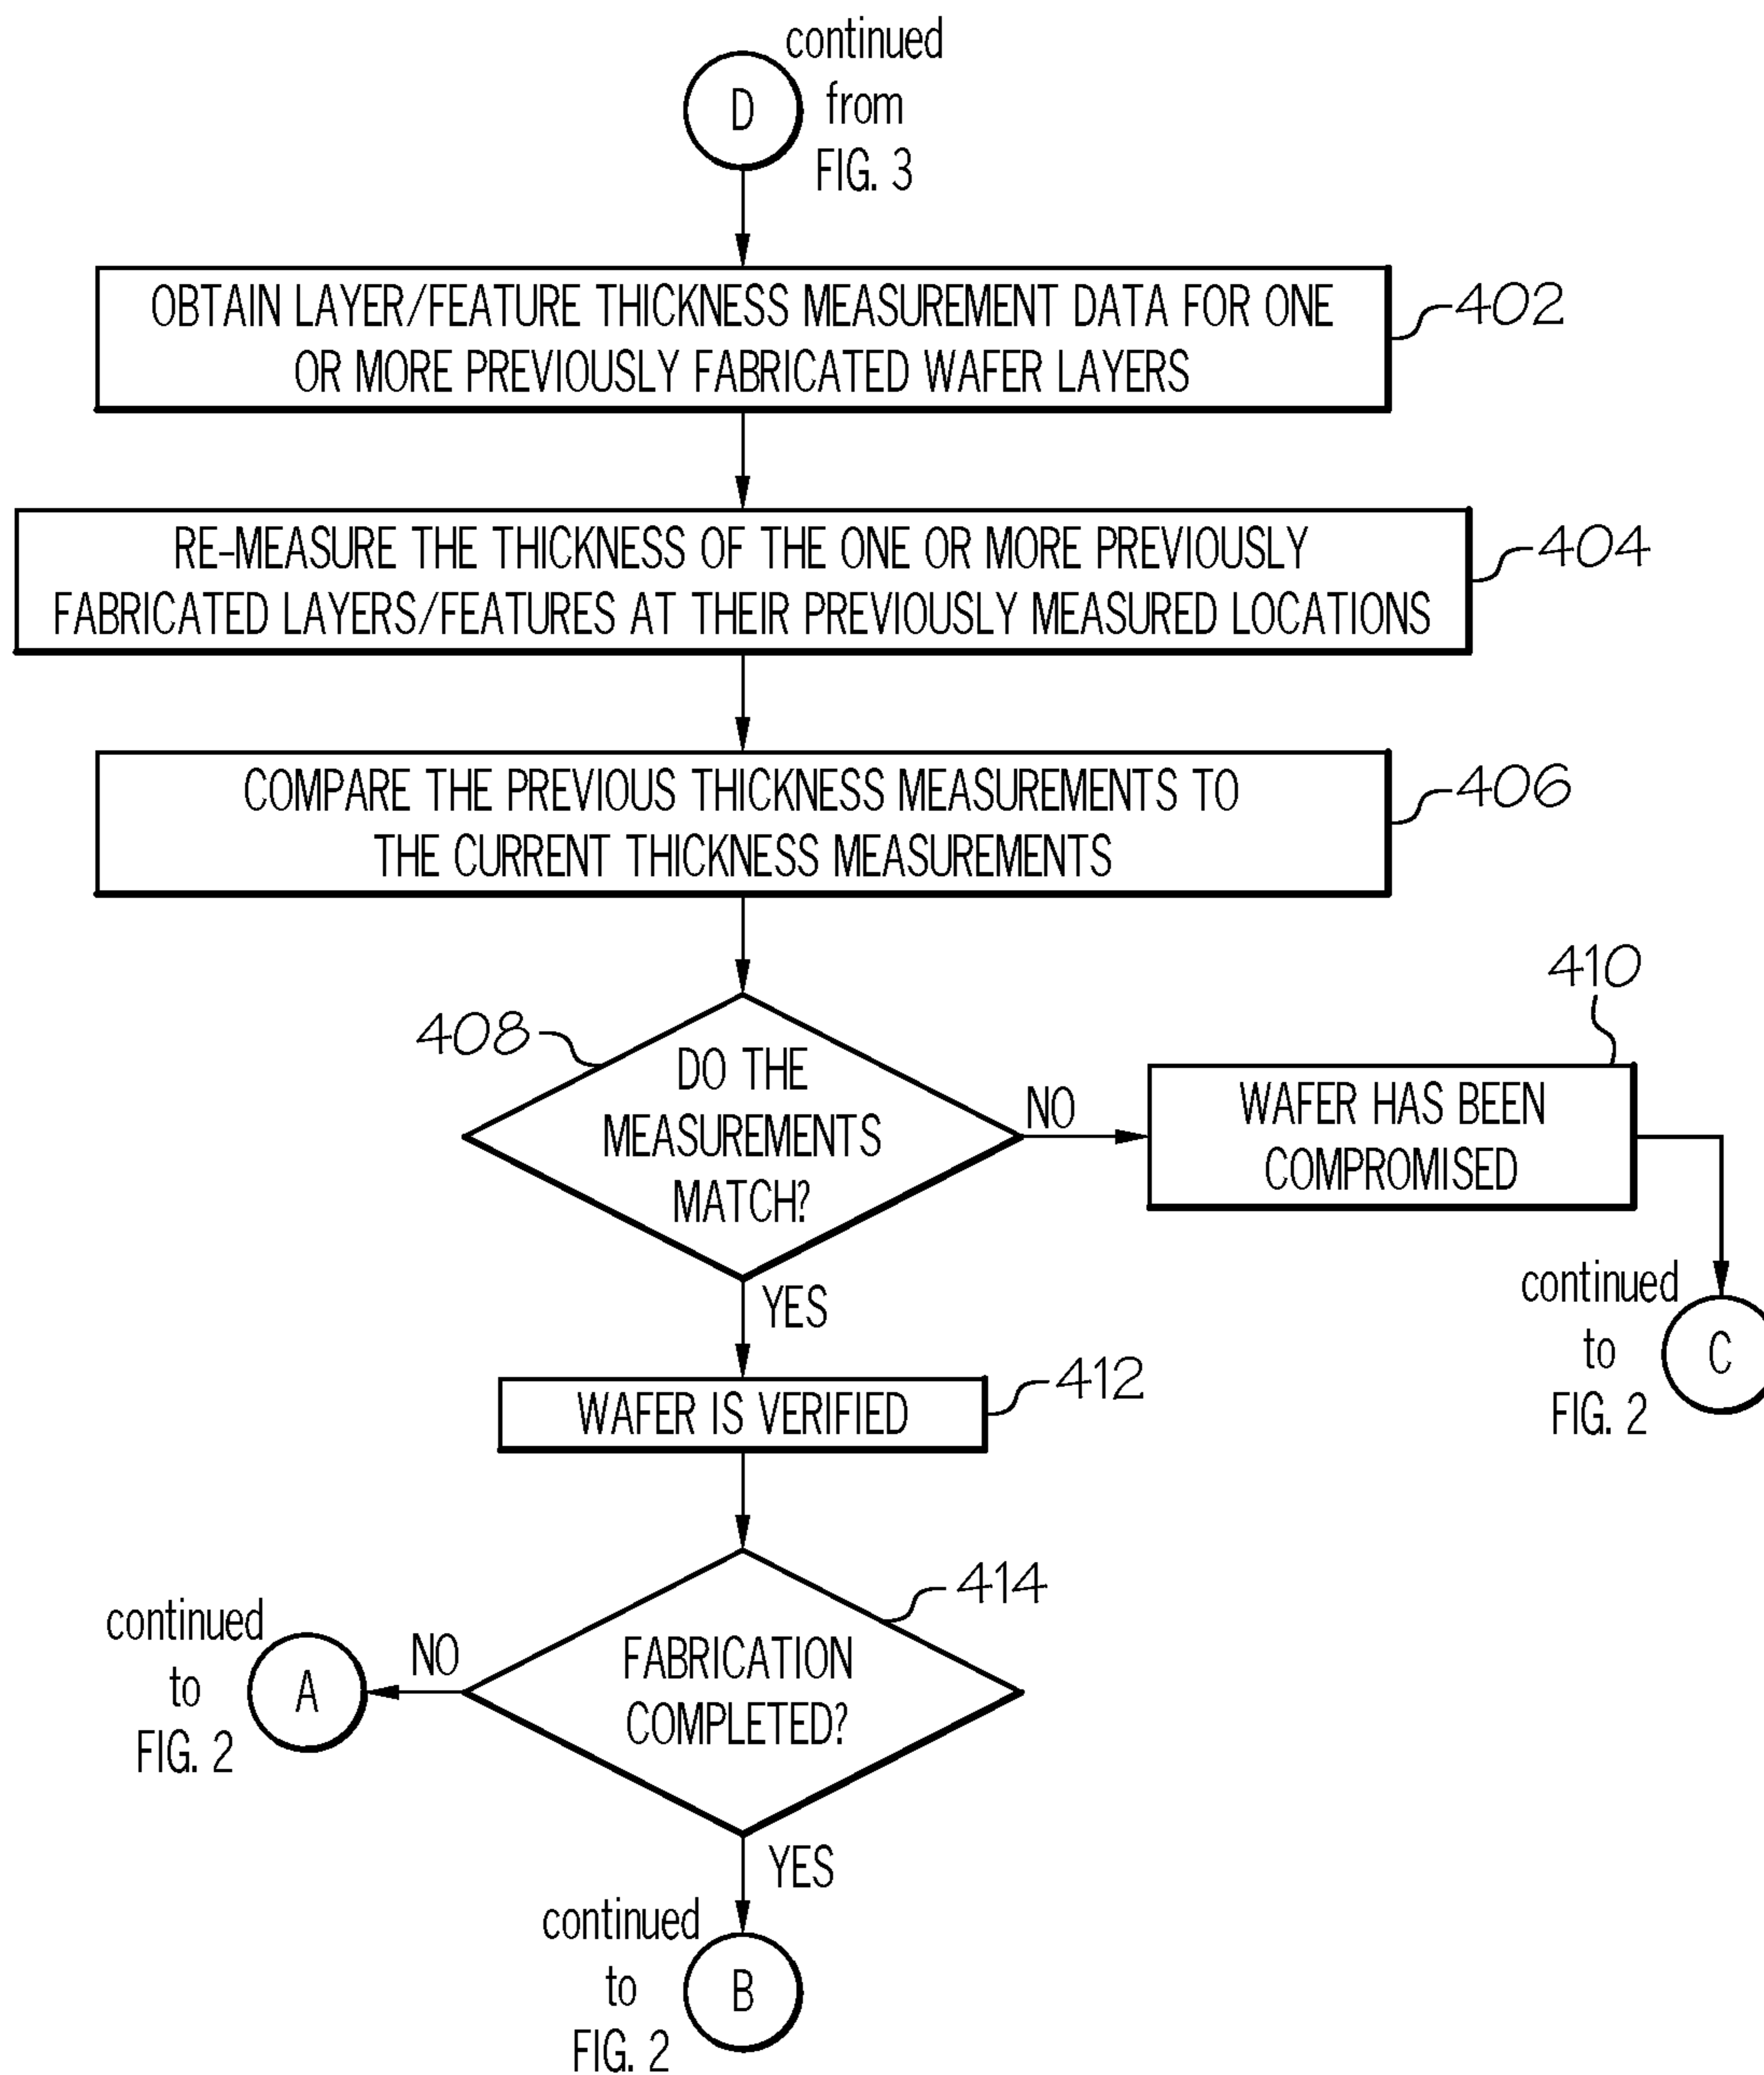 continued
from
FIG. 3
D
OBTAIN LAYER/FEATURE THICKNESS MEASUREMENT DATA FOR ONE
OR MORE PREVIOUSLY FABRICATED WAFER LAYERS
402
RE-MEASURE THE THICKNESS OF THE ONE OR MORE PREVIOUSLY
FABRICATED LAYERS/FEATURES AT THEIR PREVIOUSLY MEASURED LOCATIONS
404
COMPARE THE PREVIOUS THICKNESS MEASUREMENTS TO
THE CURRENT THICKNESS MEASUREMENTS
406
408
DO THE
MEASUREMENTS
MATCH?
NO
410
WAFER HAS BEEN
COMPROMISED
continued
to
FIG. 2
C
YES
WAFER IS VERIFIED
412
414
FABRICATION
COMPLETED?
NO
continued
to
FIG. 2
A
YES
continued
to
FIG. 2
B